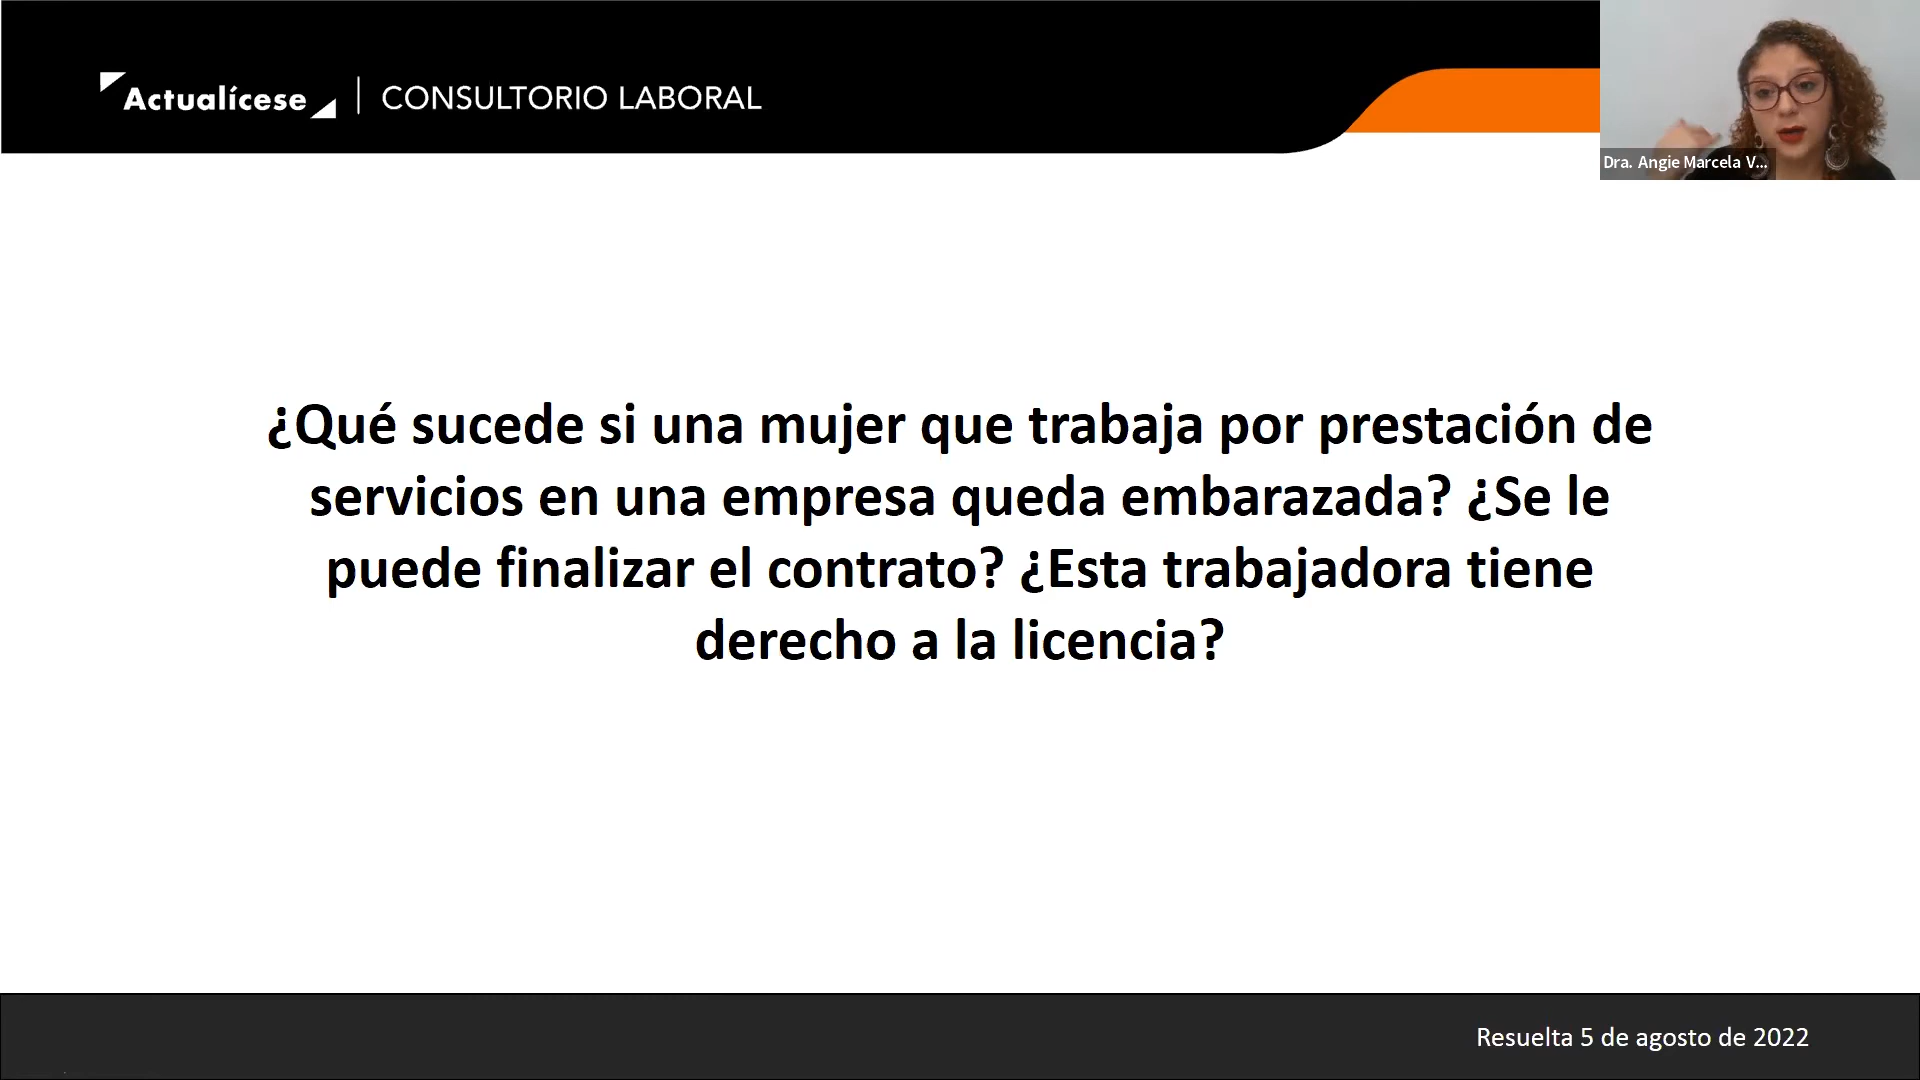 Actualícese | CONSULTORIO LABORAL
Dra. Angie Marcela V...
¿Qué sucede si una mujer que trabaja por prestación de
servicios en una empresa queda embarazada? ¿Se le
puede finalizar el contrato? ¿Esta trabajadora tiene
derecho a la licencia?
Resuelta 5 de agosto de 2022